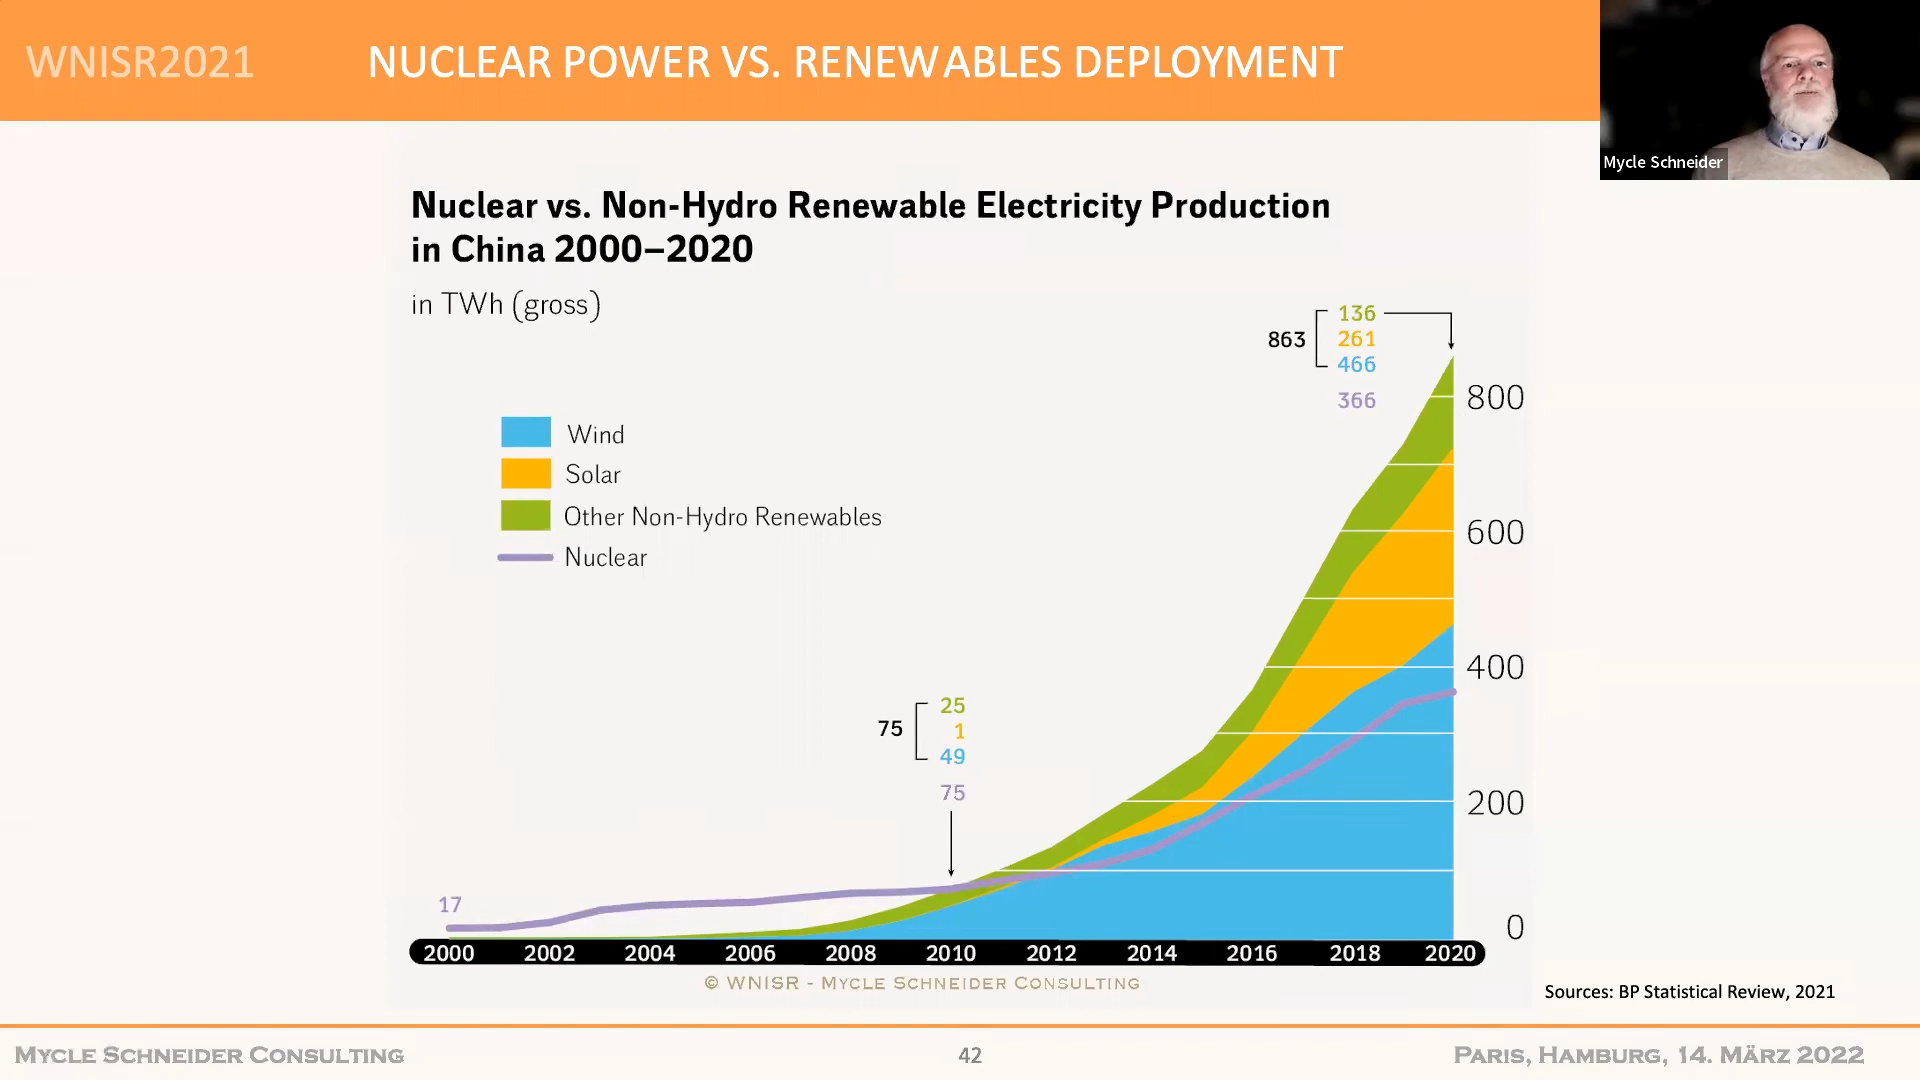 WNISR2021
NUCLEAR POWER VS. RENEWABLES DEPLOYMENT
Mycle Schneider
Nuclear vs. Non-Hydro Renewable Electricity Production
in China 2000–2020
in TWh (gross)
136
863
261
466
366
800
Wind
Solar
Other Non-Hydro Renewables
600
Nuclear
400
25
75
1
49
75
200
17
0
2000 2002 2004 2006 2008 2010 2012 2014 2016 2018 2020
© WNISR - MYCLE SCHNEIDER CONSULTING
Sources: BP Statistical Review, 2021
MYCLE SCHNEIDER CONSULTING
42
PARIS, HAMBURG, 14. MÄRZ 2022